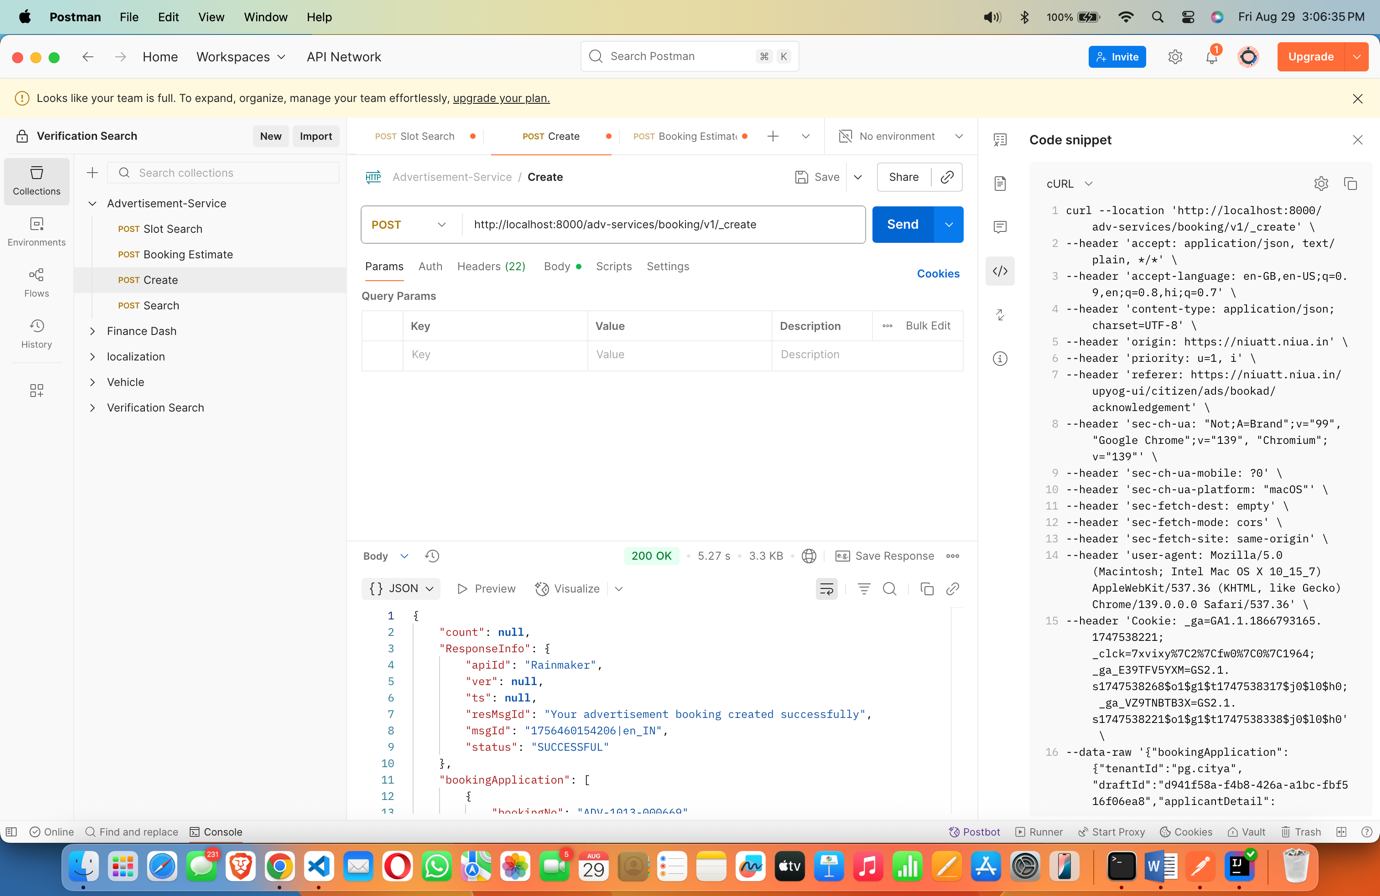 Postman File Edit View Window Help
100% Fri Aug 29 3:06:35 PM
Home Workspaces API Network
Search Postman ⌘ K
Invite 1 Upgrade
Looks like your team is full. To expand, organize, manage your team effortlessly, upgrade your plan.
Verification Search New Import
Collections
Environments
Flows
History
Search collections
Advertisement-Service
POST Slot Search
POST Booking Estimate
POST Create
POST Search
Finance Dash
localization
Vehicle
Verification Search
POST Slot Search POST Create POST Booking Estimat No environment
HTTP Advertisement-Service / Create Save Share
POST http://localhost:8000/adv-services/booking/v1/_create Send
Params Auth Headers (22) Body Scripts Settings Cookies
Query Params
Key Value Description Bulk Edit
Key Value Description
Body 200 OK 5.27 s 3.3 KB Save Response
{} JSON Preview Visualize
1 {
2 "count": null,
3 "ResponseInfo": {
4 "apiId": "Rainmaker",
5 "ver": null,
6 "ts": null,
7 "resMsgId": "Your advertisement booking created successfully",
8 "msgId": "1756460154206|en_IN",
9 "status": "SUCCESSFUL"
10 },
11 "bookingApplication": [
12 {
13 "bookingNo": "ADV-1013-000669"
Code snippet
cURL
1 curl --location 'http://localhost:8000/
adv-services/booking/v1/_create' \
2 --header 'accept: application/json, text/
plain, */*' \
3 --header 'accept-language: en-GB,en-US;q=0.
9,en;q=0.8,hi;q=0.7' \
4 --header 'content-type: application/json;
charset=UTF-8' \
5 --header 'origin: https://niuatt.niua.in' \
6 --header 'priority: u=1, i' \
7 --header 'referer: https://niuatt.niua.in/
upyog-ui/citizen/ads/bookad/
acknowledgement' \
8 --header 'sec-ch-ua: "Not;A=Brand";v="99",
"Google Chrome";v="139", "Chromium";
v="139"' \
9 --header 'sec-ch-ua-mobile: ?0' \
10 --header 'sec-ch-ua-platform: "macOS"' \
11 --header 'sec-fetch-dest: empty' \
12 --header 'sec-fetch-mode: cors' \
13 --header 'sec-fetch-site: same-origin' \
14 --header 'user-agent: Mozilla/5.0
(Macintosh; Intel Mac OS X 10_15_7)
AppleWebKit/537.36 (KHTML, like Gecko)
Chrome/139.0.0.0 Safari/537.36' \
15 --header 'Cookie: _ga=GA1.1.1866793165.
1747538221;
_clck=7xvixy%7C2%7Cfw0%7C0%7C1964;
_ga_E39TFV5YXM=GS2.1.
s1747538268$o1$g1$t1747538317$j0$l0$h0;
_ga_VZ9TNBTB3X=GS2.1.
s1747538221$o1$g1$t1747538338$j0$l0$h0'
\
16 --data-raw '{"bookingApplication":
{"tenantId":"pg.citya",
"draftId":"d941f58a-f4b8-426a-a1bc-fbf5
16f06ea8","applicantDetail":
Online Find and replace Console Postbot Runner Start Proxy Cookies Vault Trash
231 5 AUG 29 tv W